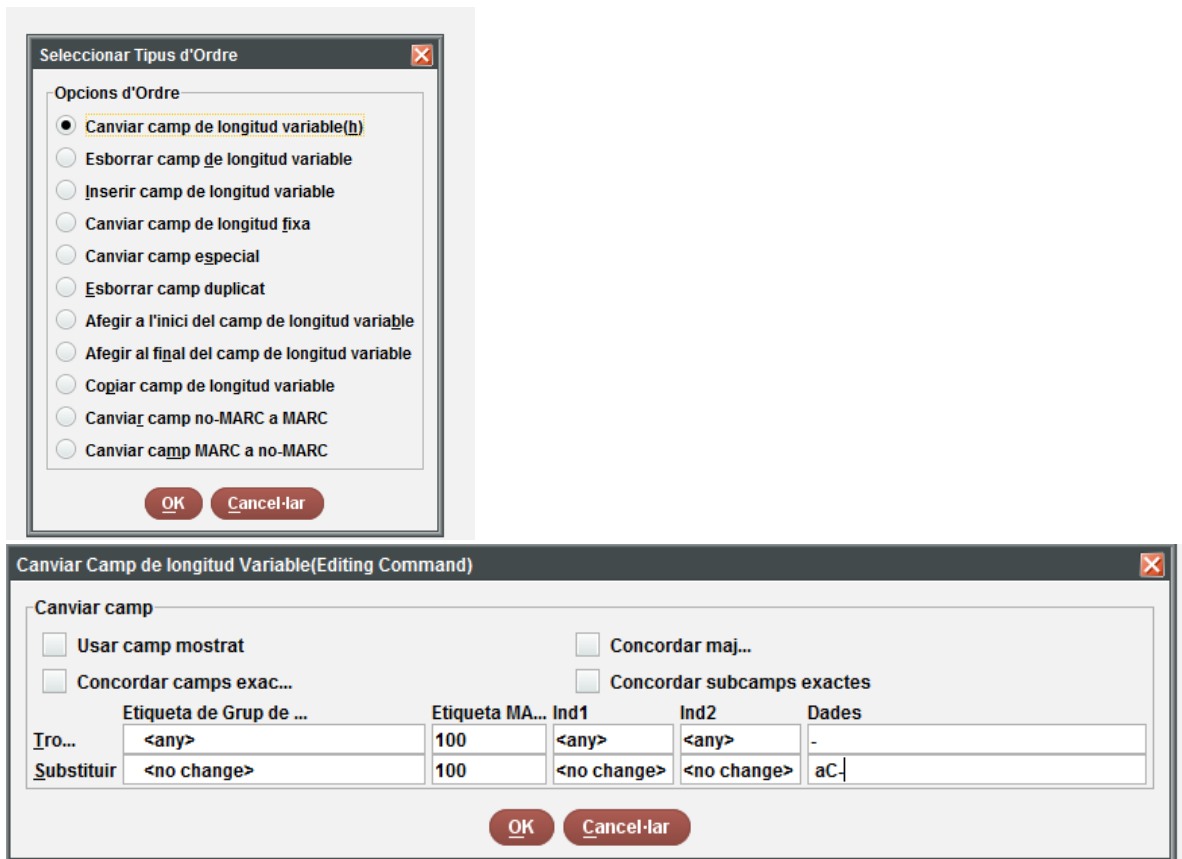 Seleccionar Tipus d'Ordre
Opcions d'Ordre
Canviar camp de longitud variable(h)
Esborrar camp de longitud variable
Inserir camp de longitud variable
Canviar camp de longitud fixa
Canviar camp especial
Esborrar camp duplicat
Afegir a l'inici del camp de longitud variable
Afegir al final del camp de longitud variable
Copiar camp de longitud variable
Canviar camp no-MARC a MARC
Canviar camp MARC a no-MARC
OK Cancel·lar
Canviar Camp de longitud Variable(Editing Command)
Canviar camp
Usar camp mostrat Concordar maj...
Concordar camps exac... Concordar subcamps exactes
Etiqueta de Grup de ... Etiqueta MA... Ind1 Ind2 Dades
Tro... <any> 100 <any> <any> -
Substituir <no change> 100 <no change> <no change> aC-
OK Cancel·lar